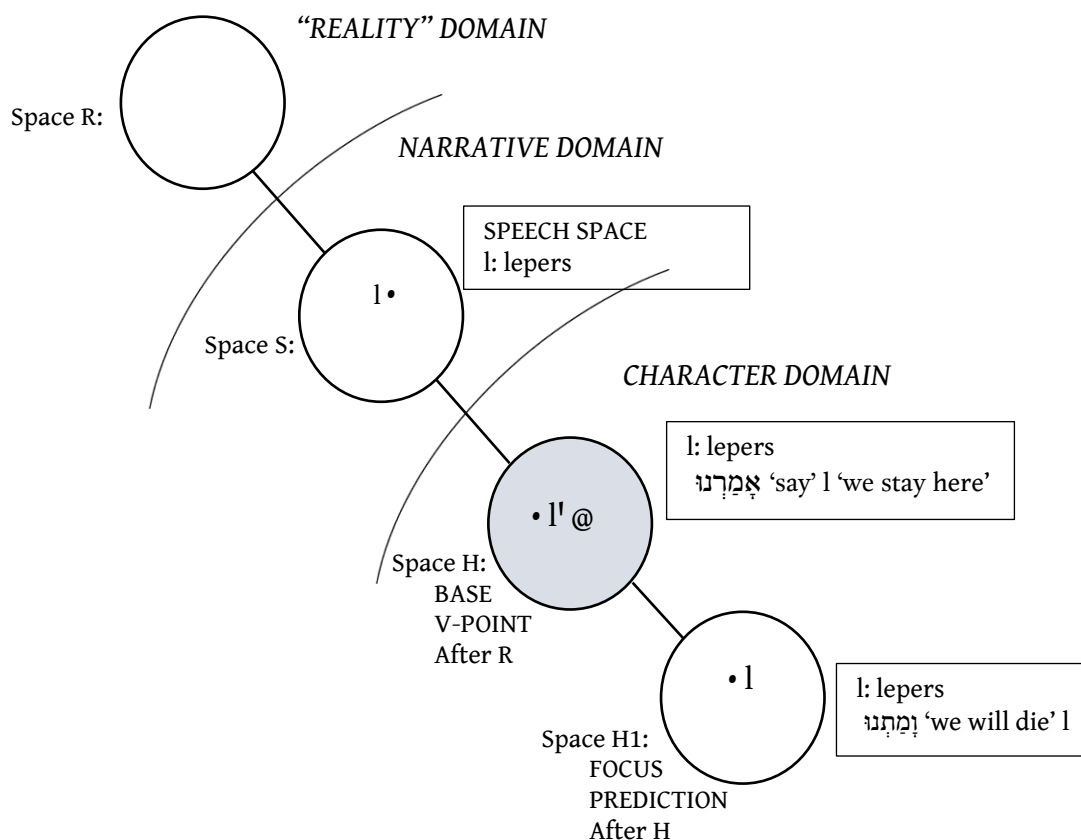 “REALITY” DOMAIN
Space R:
NARRATIVE DOMAIN
SPEECH SPACE
l: lepers
l •
Space S:
CHARACTER DOMAIN
l: lepers
אָמַרְנוּ ‘say’ l ‘we stay here’
• l' @
Space H:
BASE
V-POINT
After R
• l
l: lepers
וָמַתְנוּ ‘we will die’ l
Space H1:
FOCUS
PREDICTION
After H